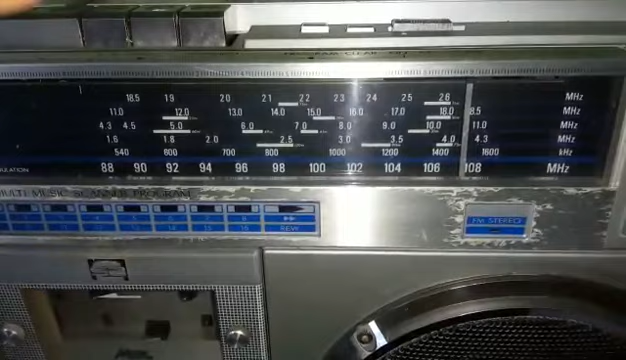 18.5 19 20 21 22 23 24 25 26 MHz
11.0 12.0 13.0 14.0 15.0 16.0 17.0 18.0 8.5 MHz
4.3 4.5 5.0 6.0 7.0 8.0 9.0 10.0 11.0 MHz
1.6 1.8 2.0 2.5 3.0 3.5 4.0 4.3 MHz
540 600 700 800 1000 1200 1400 1600 kHz
88 90 92 94 96 98 100 102 104 106 108 MHz
MULTI MUSIC SCANNER PROGRAM
FM STEREO
REW